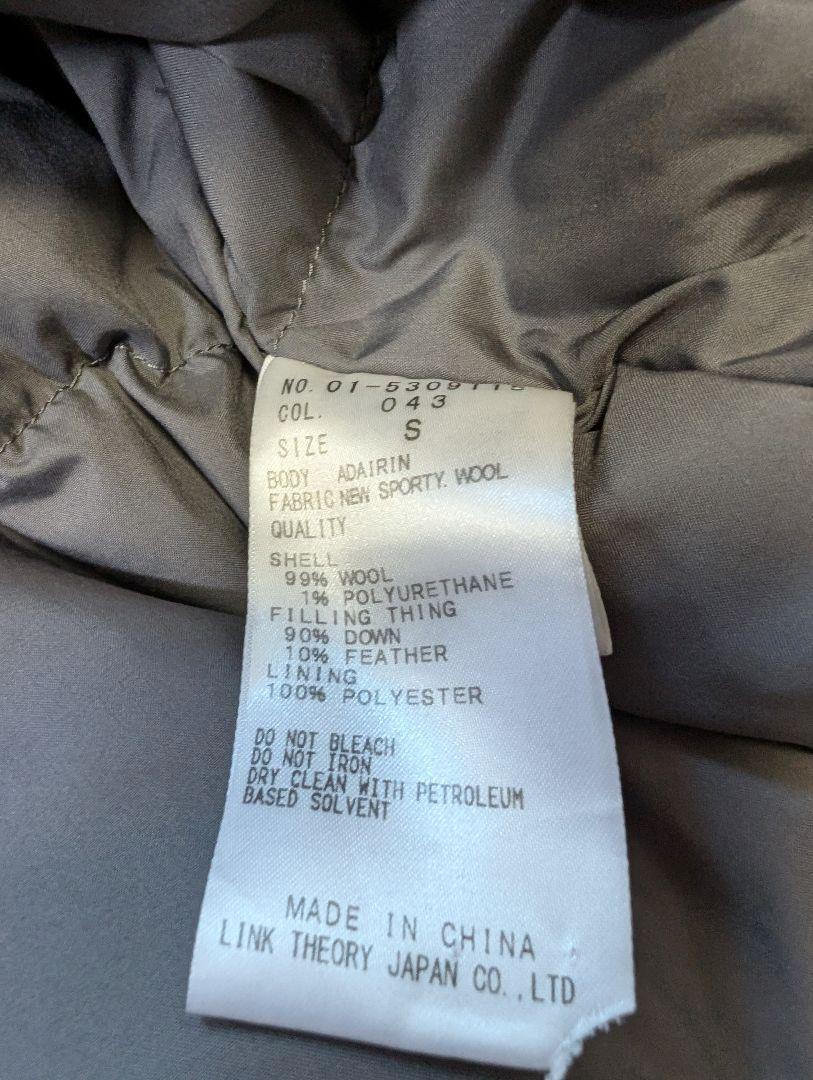 NO. 01-5309112
COL. 043
SIZE S
BODY ADAIRIN
FABRIC NEW SPORTY. WOOL
QUALITY
SHELL
99% WOOL
1% POLYURETHANE
FILLING THING
90% DOWN
10% FEATHER
LINING
100% POLYESTER
DO NOT BLEACH
DO NOT IRON
DRY CLEAN WITH PETROLEUM
BASED SOLVENT
MADE IN CHINA
LINK THEORY JAPAN CO.,LTD